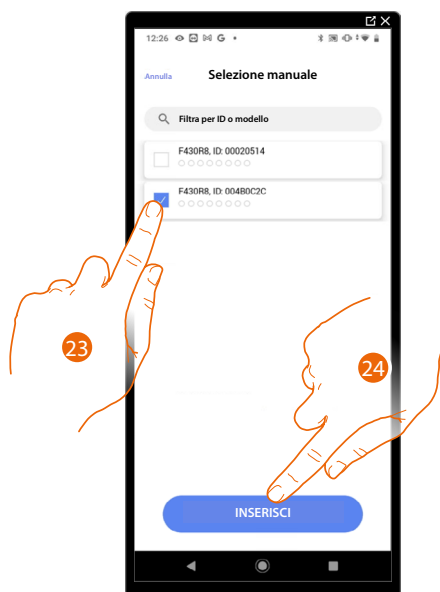 12:26 G
Annulla Selezione manuale
Filtra per ID o modello
F430R8, ID: 00020514
F430R8, ID: 004B0C2C
23
24
INSERISCI